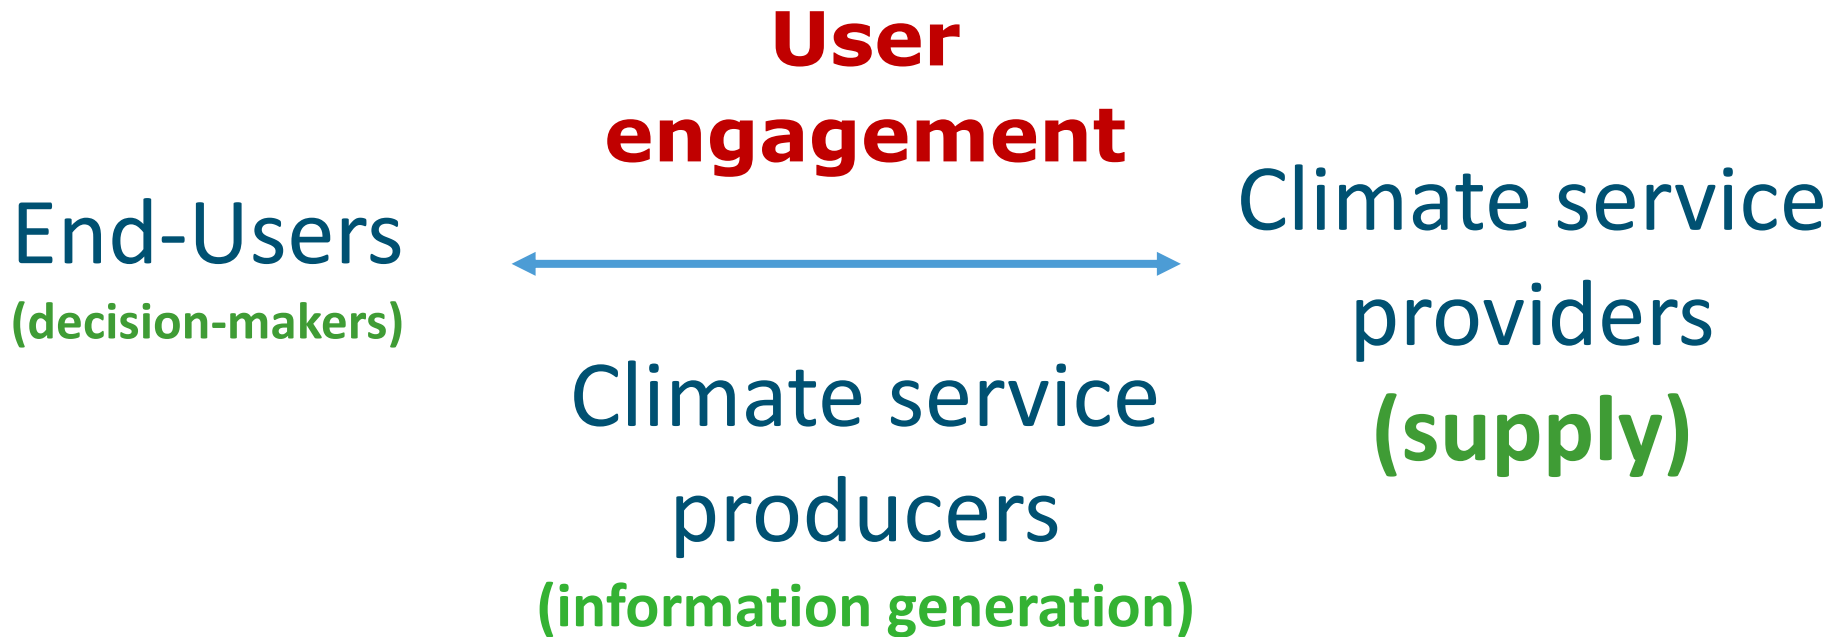 User
engagement
End-Users
(decision-makers)
Climate service
providers
(supply)
Climate service
producers
(information generation)